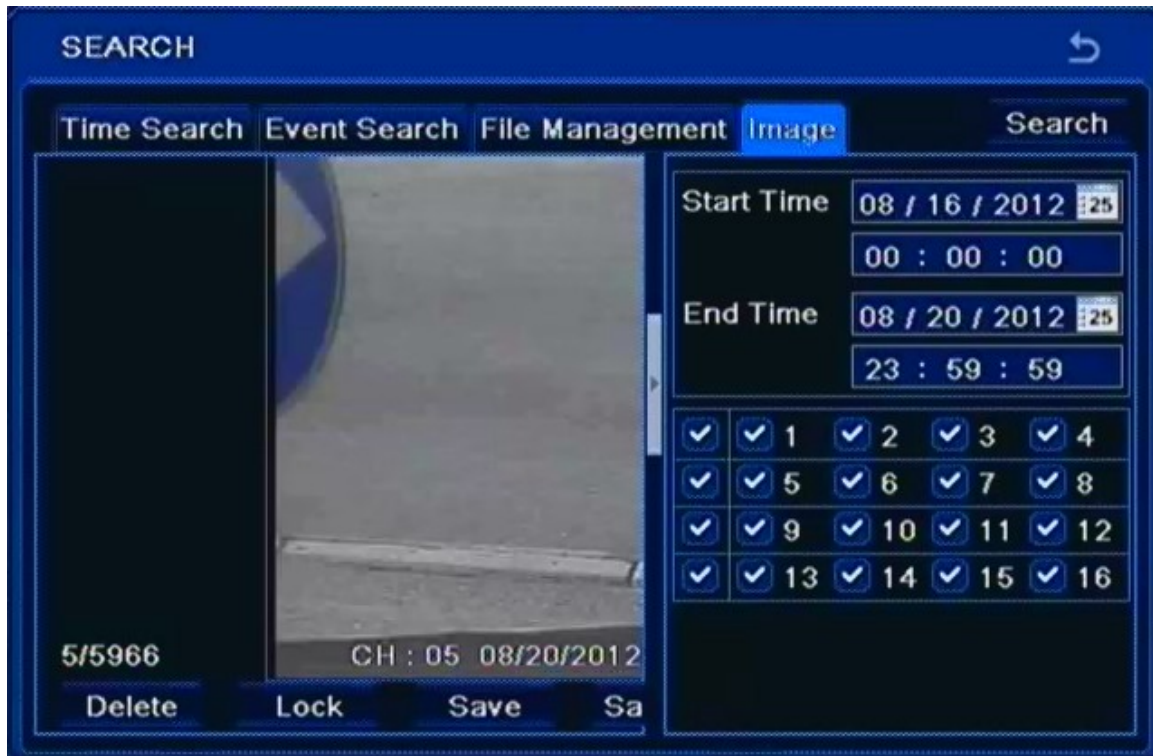 SEARCH
Time Search Event Search File Management Image Search
Start Time 08 / 16 / 2012 25
00 : 00 : 00
End Time 08 / 20 / 2012 25
23 : 59 : 59
1 2 3 4
5 6 7 8
9 10 11 12
13 14 15 16
5/5966 CH : 05 08/20/2012
Delete Lock Save Sa